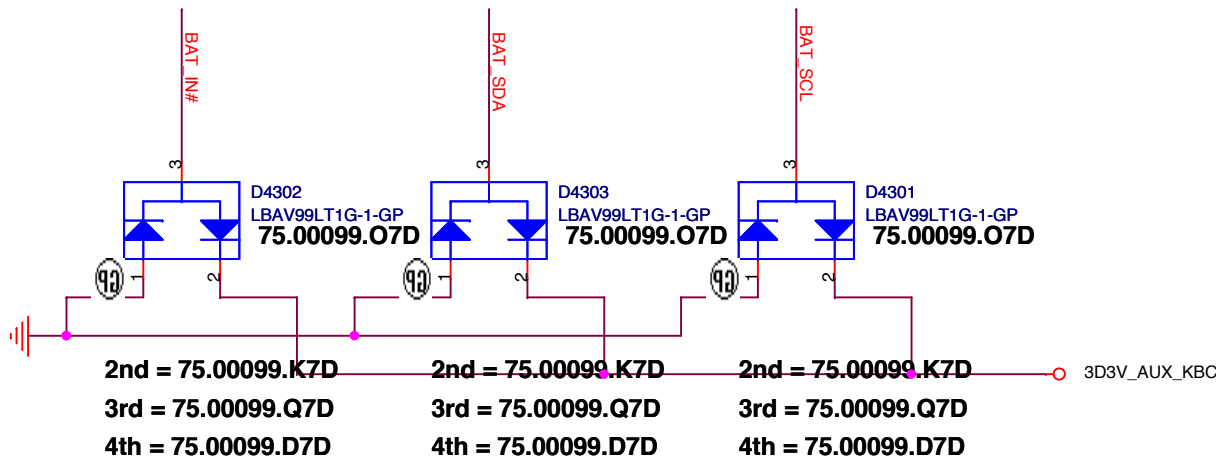 BAT_IN#
BAT_SDA
BAT_SCL
3
3
3
D4302
LBAV99LT1G-1-GP
75.00099.O7D
D4303
LBAV99LT1G-1-GP
75.00099.O7D
D4301
LBAV99LT1G-1-GP
75.00099.O7D
GP
1
2
GP
1
2
GP
1
2
2nd = 75.00099.K7D
3rd = 75.00099.Q7D
4th = 75.00099.D7D
2nd = 75.00099.K7D
3rd = 75.00099.Q7D
4th = 75.00099.D7D
2nd = 75.00099.K7D
3rd = 75.00099.Q7D
4th = 75.00099.D7D
3D3V_AUX_KBC